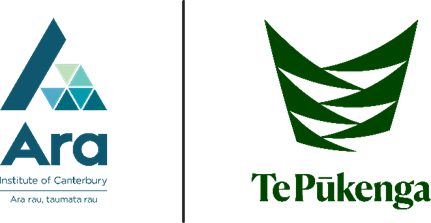 Ara
Institute of Canterbury
Ara rau, taumata rau
Te Pūkenga